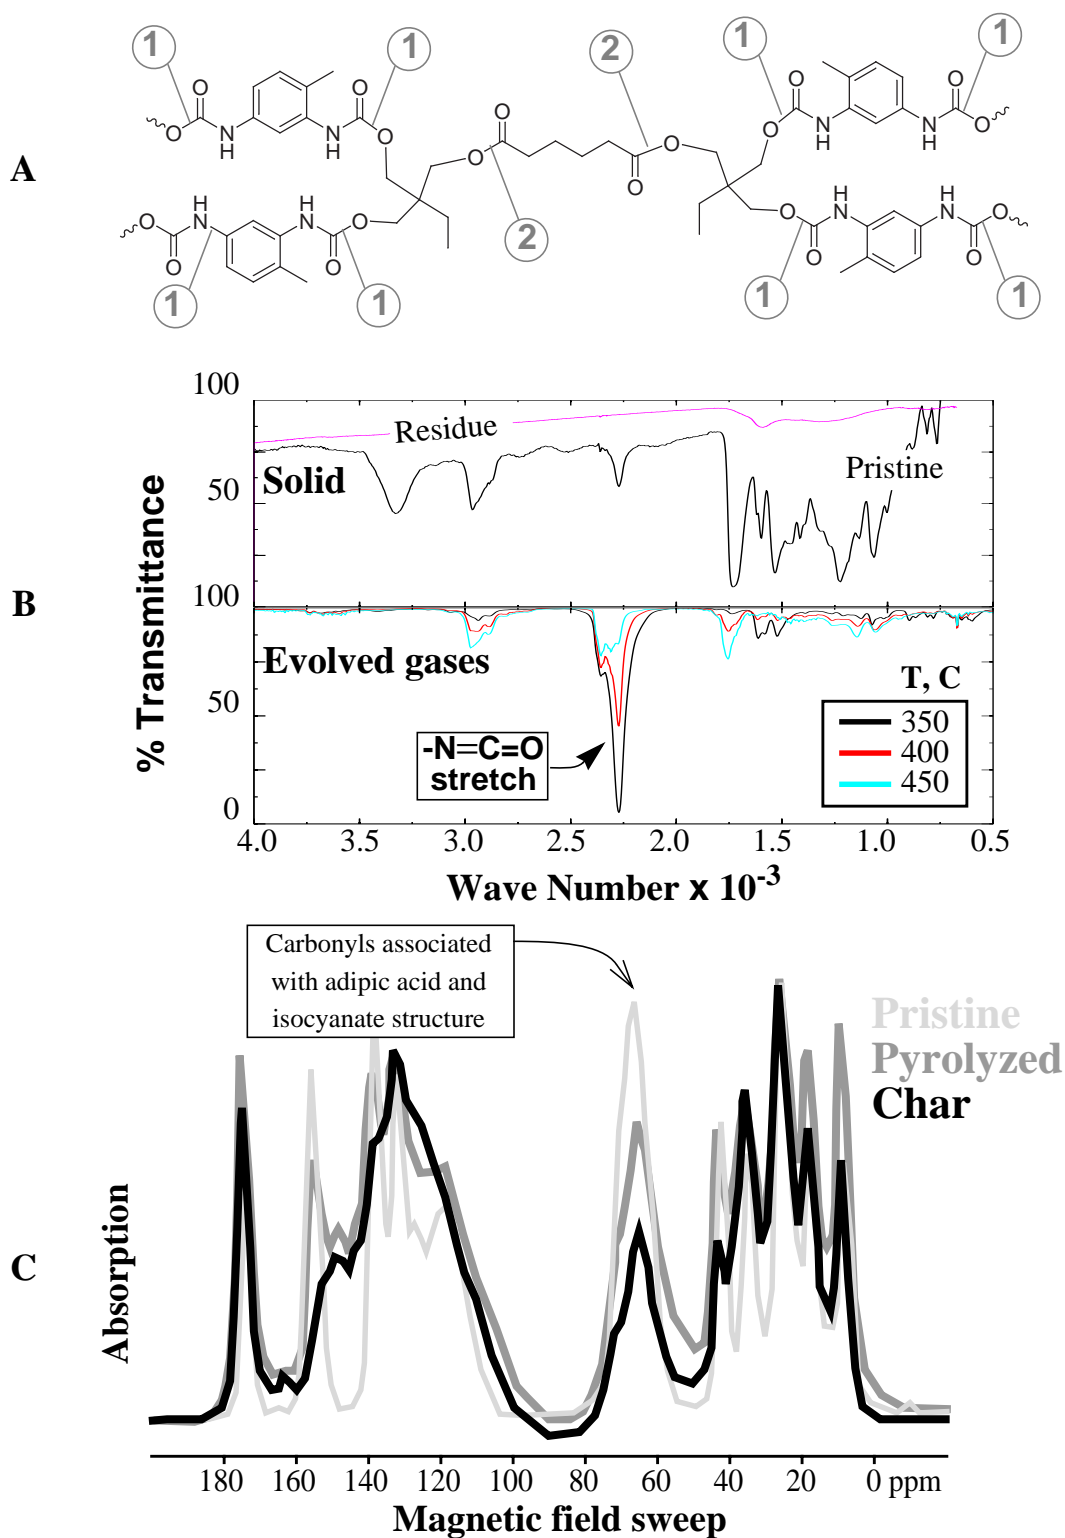 1 1 2 1 1
O O O O O O
O N H N H O O O N H N H O
A
O O
O N H N H O O N H N H O
O O O O
2
1 1 1 1
100
Residue
Solid
Pristine
50
% Transmittance
B
100
Evolved gases
T, C
350
400
450
50
-N=C=O
stretch
0
4.0 3.5 3.0 2.5 2.0 1.5 1.0 0.5
Wave Number x 10-3
Carbonyls associated
with adipic acid and
isocyanate structure
Pristine
Pyrolyzed
Char
Absorption
C
180 160 140 120 100 80 60 40 20 0 ppm
Magnetic field sweep